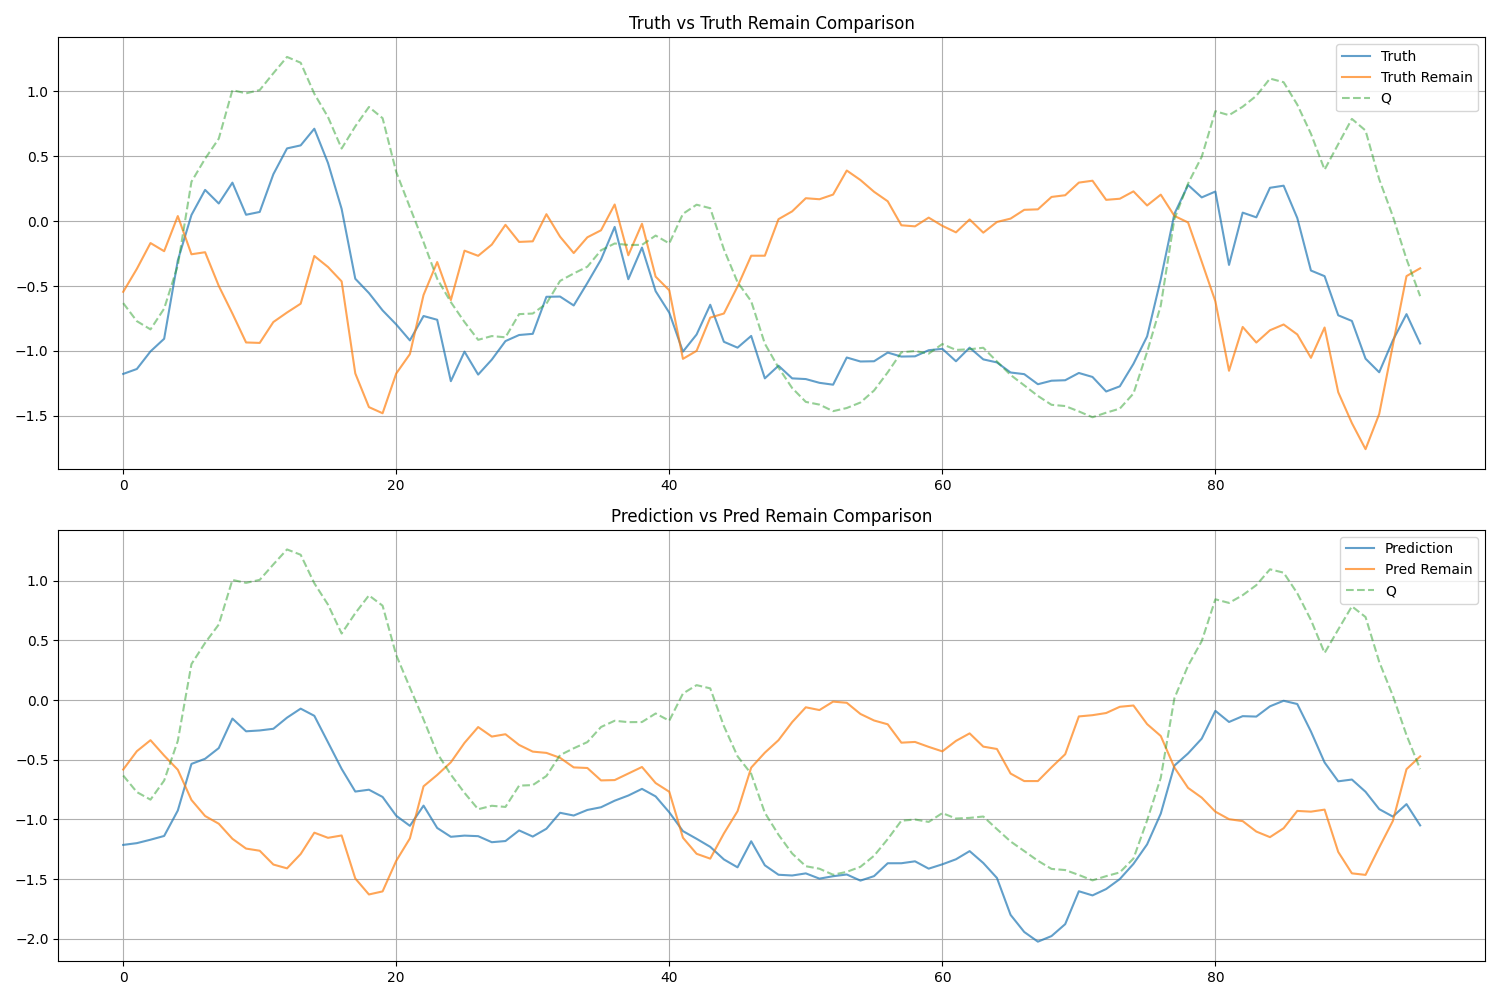 Truth vs Truth Remain Comparison
Truth
Truth Remain
Q
1.0
0.5
0.0
−0.5
−1.0
−1.5
0 20 40 60 80
Prediction vs Pred Remain Comparison
Prediction
Pred Remain
Q
1.0
0.5
0.0
−0.5
−1.0
−1.5
−2.0
0 20 40 60 80